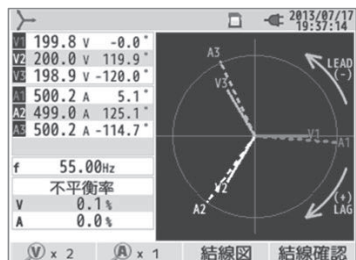 2013/07/17
19:37:14
V1 199.8 V -0.0°
V2 200.0 V 119.9°
V3 198.9 V -120.0°
A1 500.2 A 5.1°
A2 499.0 A 125.1°
A3 500.2 A -114.7°
f 55.00Hz
不平衡率
V 0.1%
A 0.0%
A3
V3
LEAD
(-)
V1
A1
(+)
LAG
V2
A2
V x 2 A x 1 結線図 結線確認